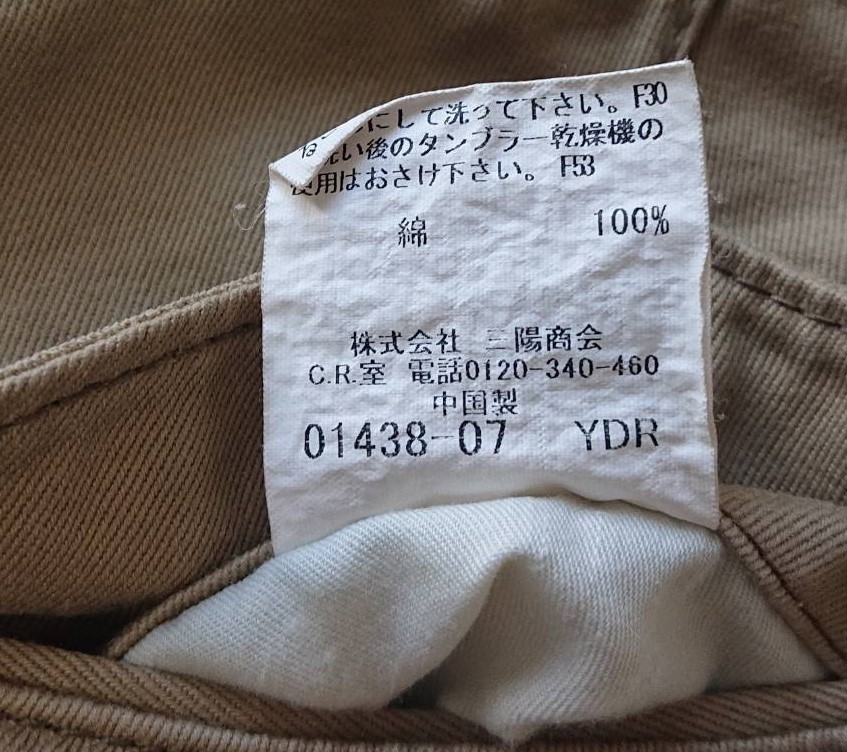 にして洗って下さい。F30
い後のタンブラー乾燥機の
使用はおさけ下さい。F53
綿 100%
株式会社 三陽商会
C.R.室 電話0120-340-460
中国製
01438-07 YDR